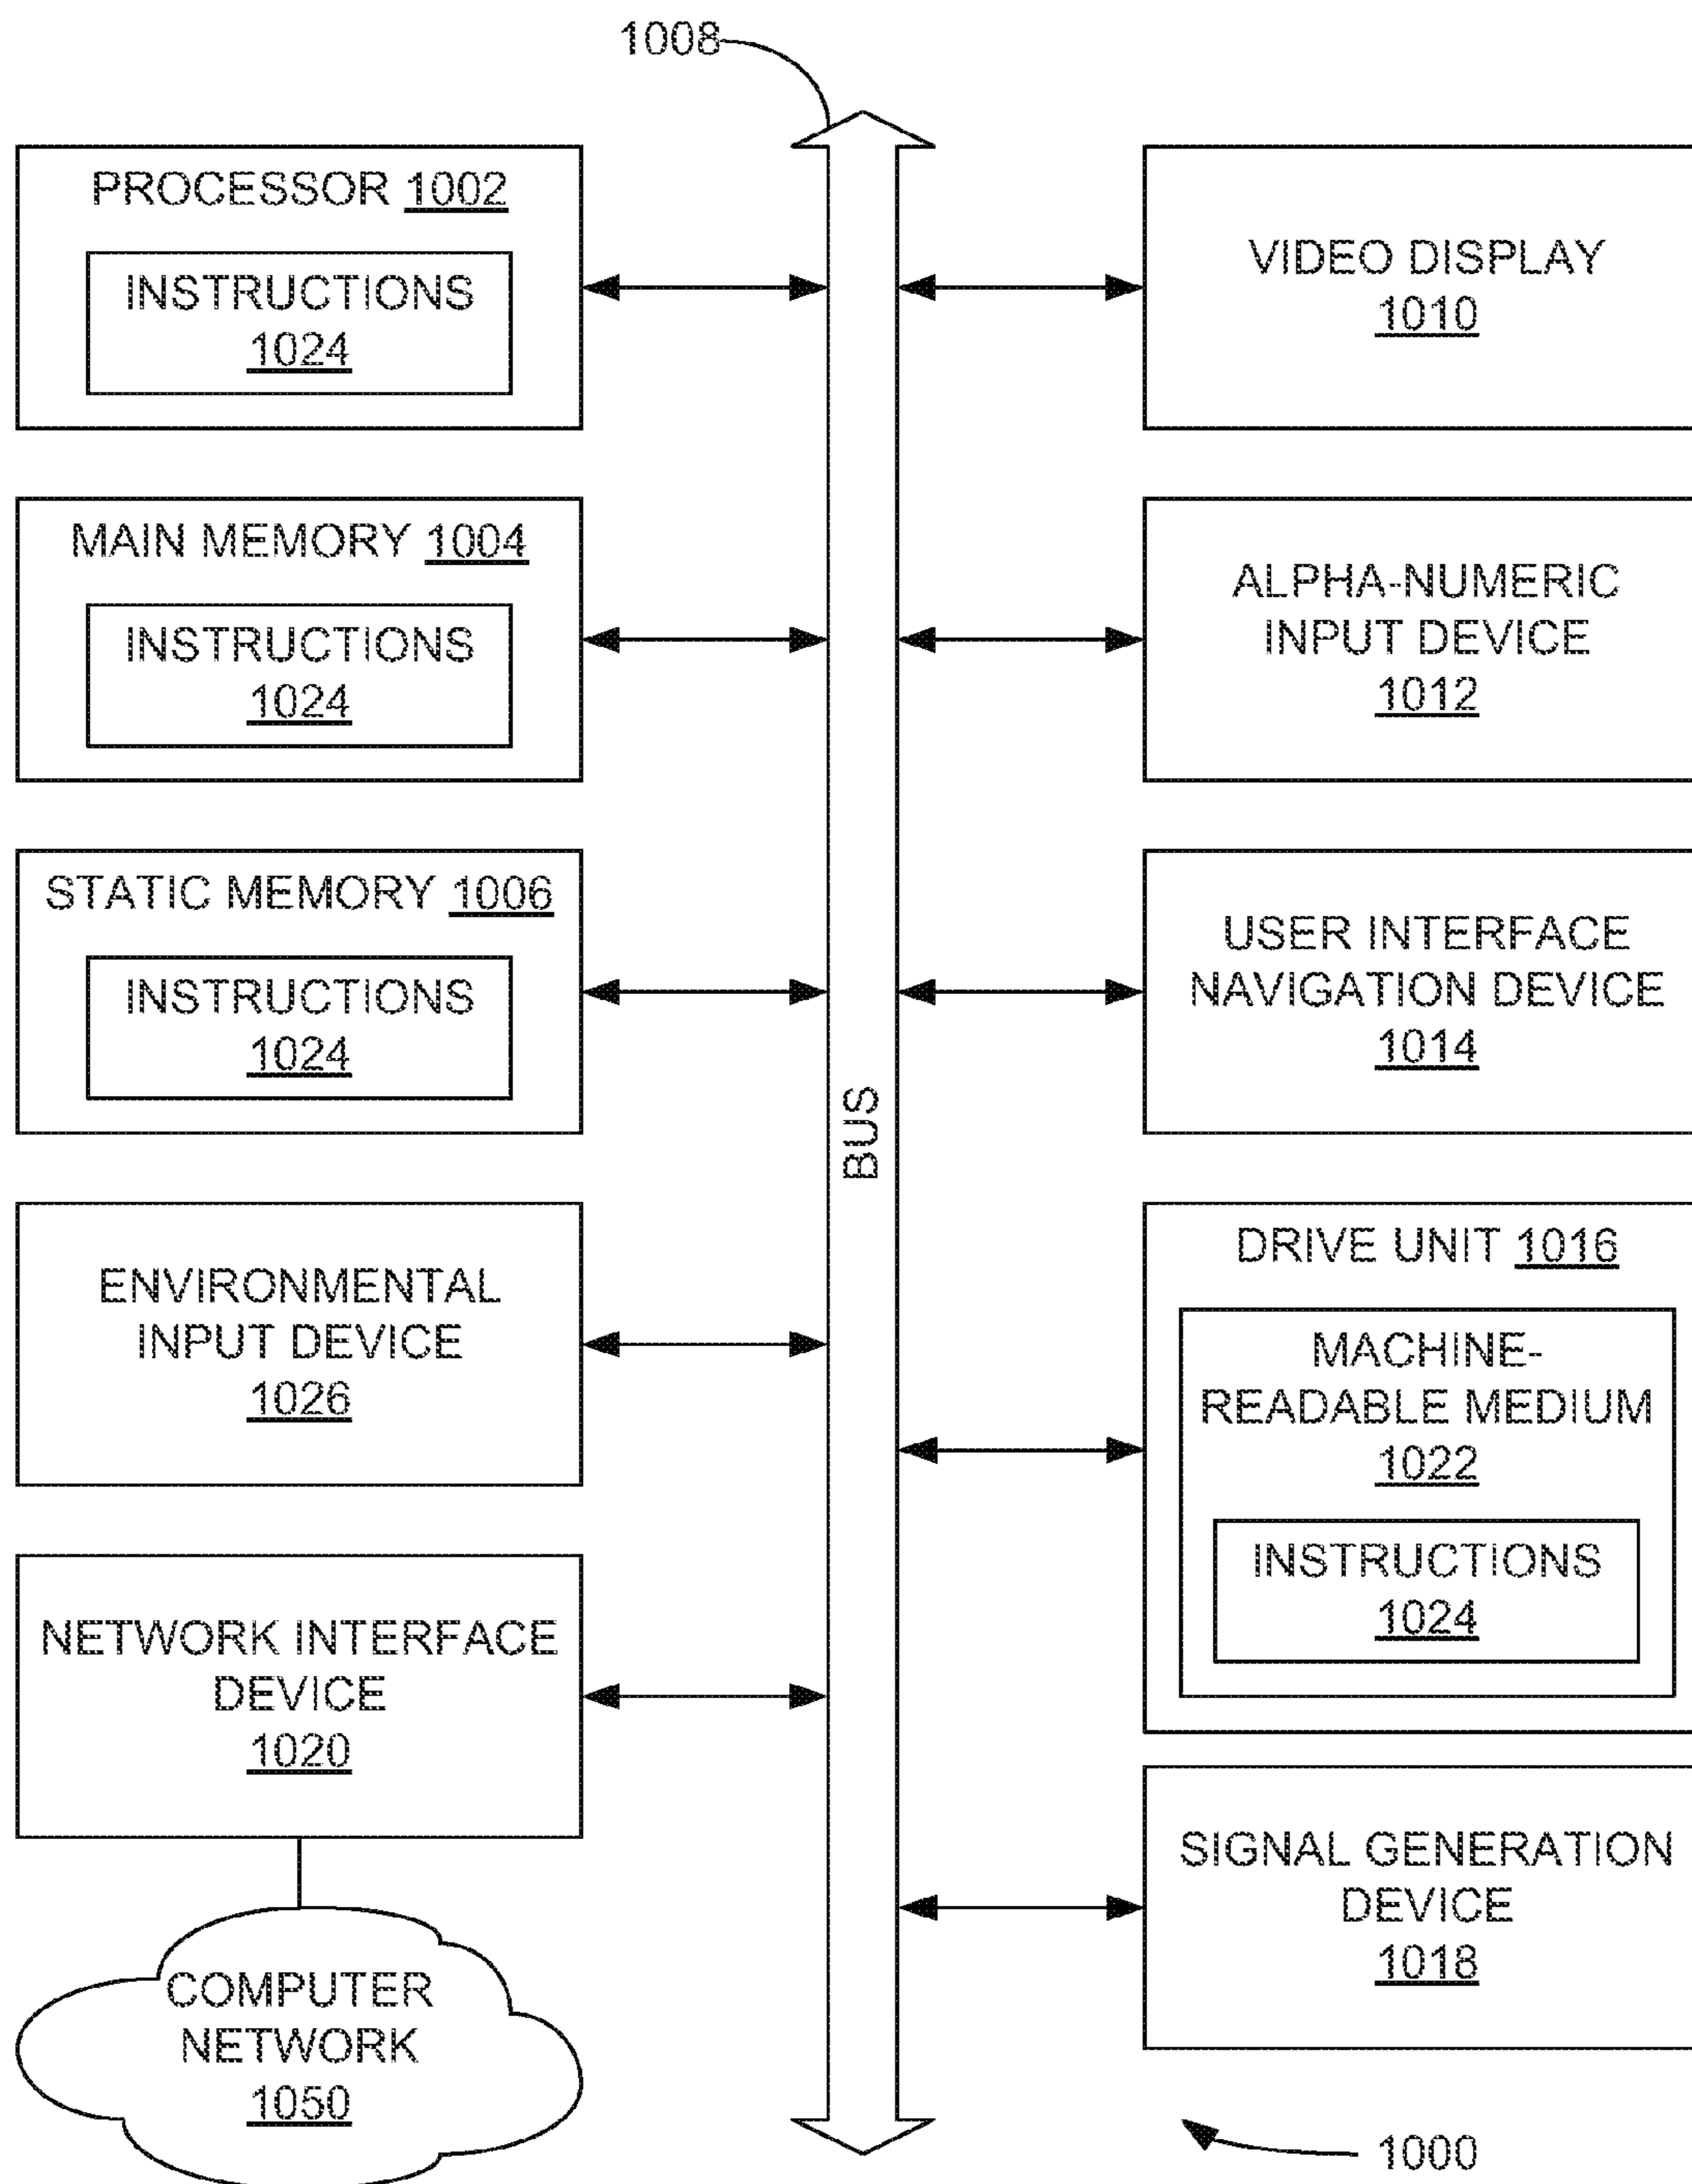 1008
PROCESSOR 1002
INSTRUCTIONS
1024
MAIN MEMORY 1004
INSTRUCTIONS
1024
STATIC MEMORY 1006
INSTRUCTIONS
1024
ENVIRONMENTAL
INPUT DEVICE
1026
NETWORK INTERFACE
DEVICE
1020
COMPUTER
NETWORK
1050
BUS
VIDEO DISPLAY
1010
ALPHA-NUMERIC
INPUT DEVICE
1012
USER INTERFACE
NAVIGATION DEVICE
1014
DRIVE UNIT 1016
MACHINE-
READABLE MEDIUM
1022
INSTRUCTIONS
1024
SIGNAL GENERATION
DEVICE
1018
1000